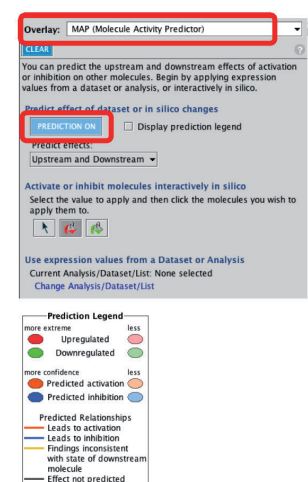 Overlay: MAP (Molecule Activity Predictor)
CLEAR ?
You can predict the upstream and downstream effects of activation
or inhibition on other molecules. Begin by applying expression
values from a dataset or analysis, or interactively in silico.
Predict effect of dataset or in silico changes
PREDICTION ON Display prediction legend
Predict effects:
Upstream and Downstream
Activate or inhibit molecules interactively in silico
Select the value to apply and then click the molecules you wish to
apply them to.
Use expression values from a Dataset or Analysis
Current Analysis/Dataset/List: None selected
Change Analysis/Dataset/List
Prediction Legend
more extreme less
Upregulated
Downregulated
more confidence less
Predicted activation
Predicted inhibition
Predicted Relationships
Leads to activation
Leads to inhibition
Findings inconsistent
with state of downstream
molecule
Effect not predicted